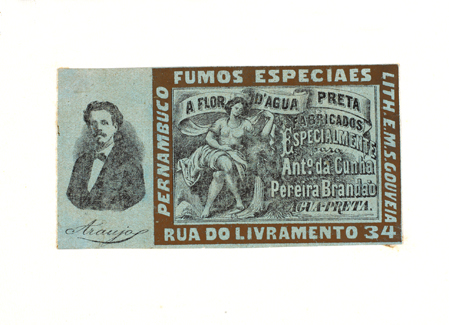 FUMOS ESPECIAES
A FLOR D'AGUA PRETA
FABRICADOS
ESPECIALMENTE
PARA
Anto. da Cunha
Pereira Brandão
AGUA-PRETA.
RUA DO LIVRAMENTO 34
PERNAMBUCO
LITH. E. M. S. GOUVEIA
Araujo